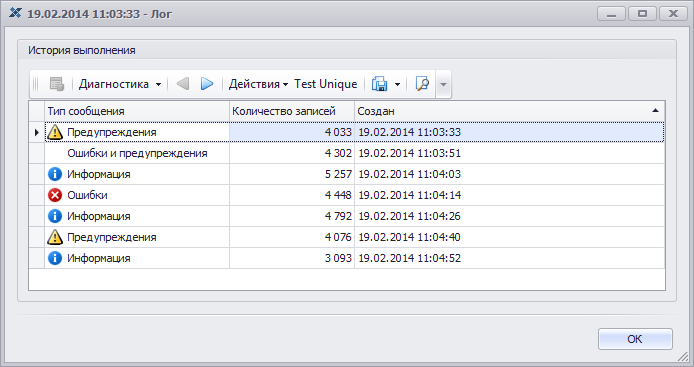 19.02.2014 11:03:33 - Лог
История выполнения
Диагностика Действия Test Unique
Тип сообщения Количество записей Создан
Предупреждения 4 033 19.02.2014 11:03:33
Ошибки и предупреждения 4 302 19.02.2014 11:03:51
Информация 5 257 19.02.2014 11:04:03
Ошибки 4 448 19.02.2014 11:04:14
Информация 4 792 19.02.2014 11:04:26
Предупреждения 4 076 19.02.2014 11:04:40
Информация 3 093 19.02.2014 11:04:52
ОК